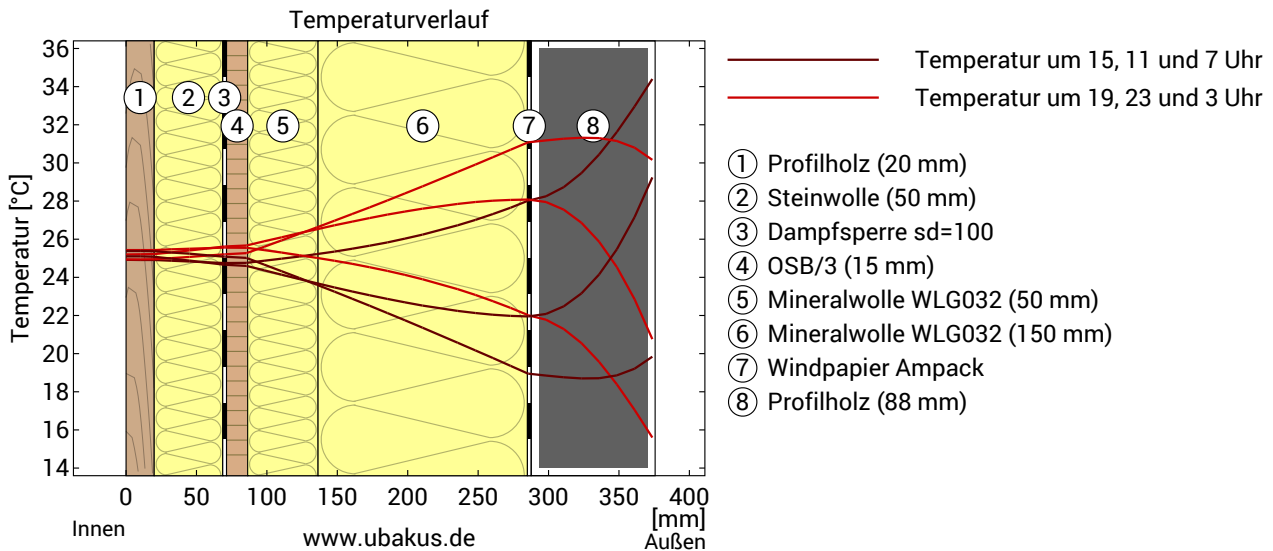 Temperaturverlauf
Temperatur [°C]
36
34
32
30
28
26
24
22
20
18
16
14
1
2
3
4
5
6
7
8
0
50
100
150
200
250
300
350
400
[mm]
Innen
www.ubakus.de
Außen
Temperatur um 15, 11 und 7 Uhr
Temperatur um 19, 23 und 3 Uhr
1 Profilholz (20 mm)
2 Steinwolle (50 mm)
3 Dampfsperre sd=100
4 OSB/3 (15 mm)
5 Mineralwolle WLG032 (50 mm)
6 Mineralwolle WLG032 (150 mm)
7 Windpapier Ampack
8 Profilholz (88 mm)